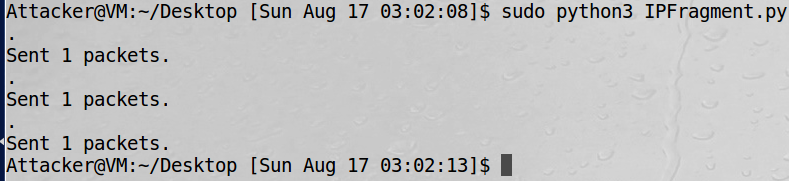 Attacker@VM:~/Desktop [Sun Aug 17 03:02:08]$ sudo python3 IPFragment.py
.
Sent 1 packets.
.
Sent 1 packets.
.
Sent 1 packets.
Attacker@VM:~/Desktop [Sun Aug 17 03:02:13]$